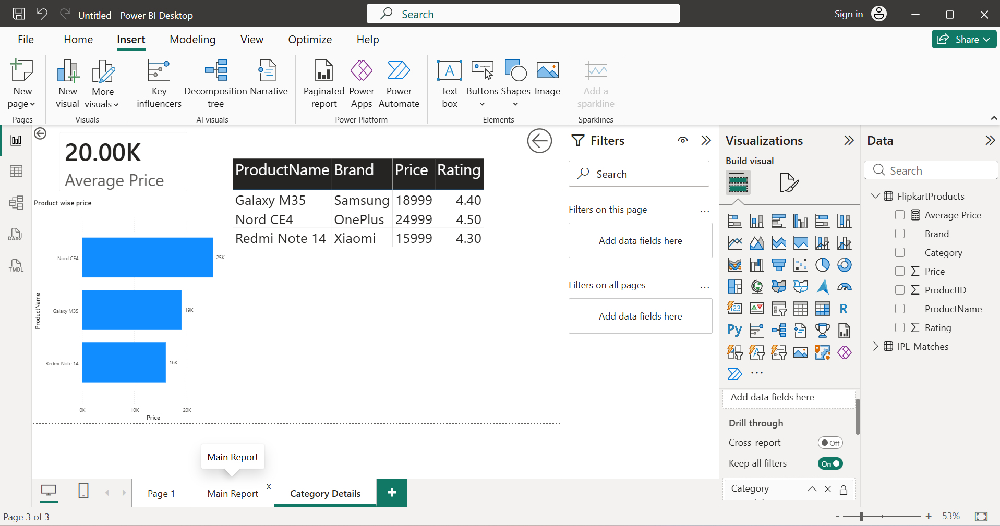 Untitled - Power BI Desktop
Search
Sign in
File
Home
Insert
Modeling
View
Optimize
Help
Share
New page
New visual
More visuals
Key influencers
Decomposition tree
Narrative
Paginated report
Power Apps
Power Automate
A
Text box
Buttons
Shapes
Image
Add a sparkline
Pages
Visuals
AI visuals
Power Platform
Elements
Sparklines
DAX
TMDL
20.00K
Average Price
ProductName Brand Price Rating
Galaxy M35 Samsung 18999 4.40
Nord CE4 OnePlus 24999 4.50
Redmi Note 14 Xiaomi 15999 4.30
Product wise price
ProductName
Nord CE4
25K
Galaxy M35
19K
Redmi Note 14
16K
0K
10K
20K
Price
Filters
Search
Filters on this page
...
Add data fields here
Filters on all pages
...
Add data fields here
Visualizations
Build visual
123
R
Py
A
...
Add data fields here
Drill through
Cross-report
Off
Keep all filters
On
Category
Data
Search
FlipkartProducts
Average Price
Brand
Category
Σ Price
Σ ProductID
ProductName
Σ Rating
IPL_Matches
Main Report
Page 1
Main Report
x
Category Details
+
Page 3 of 3
-
+
53%